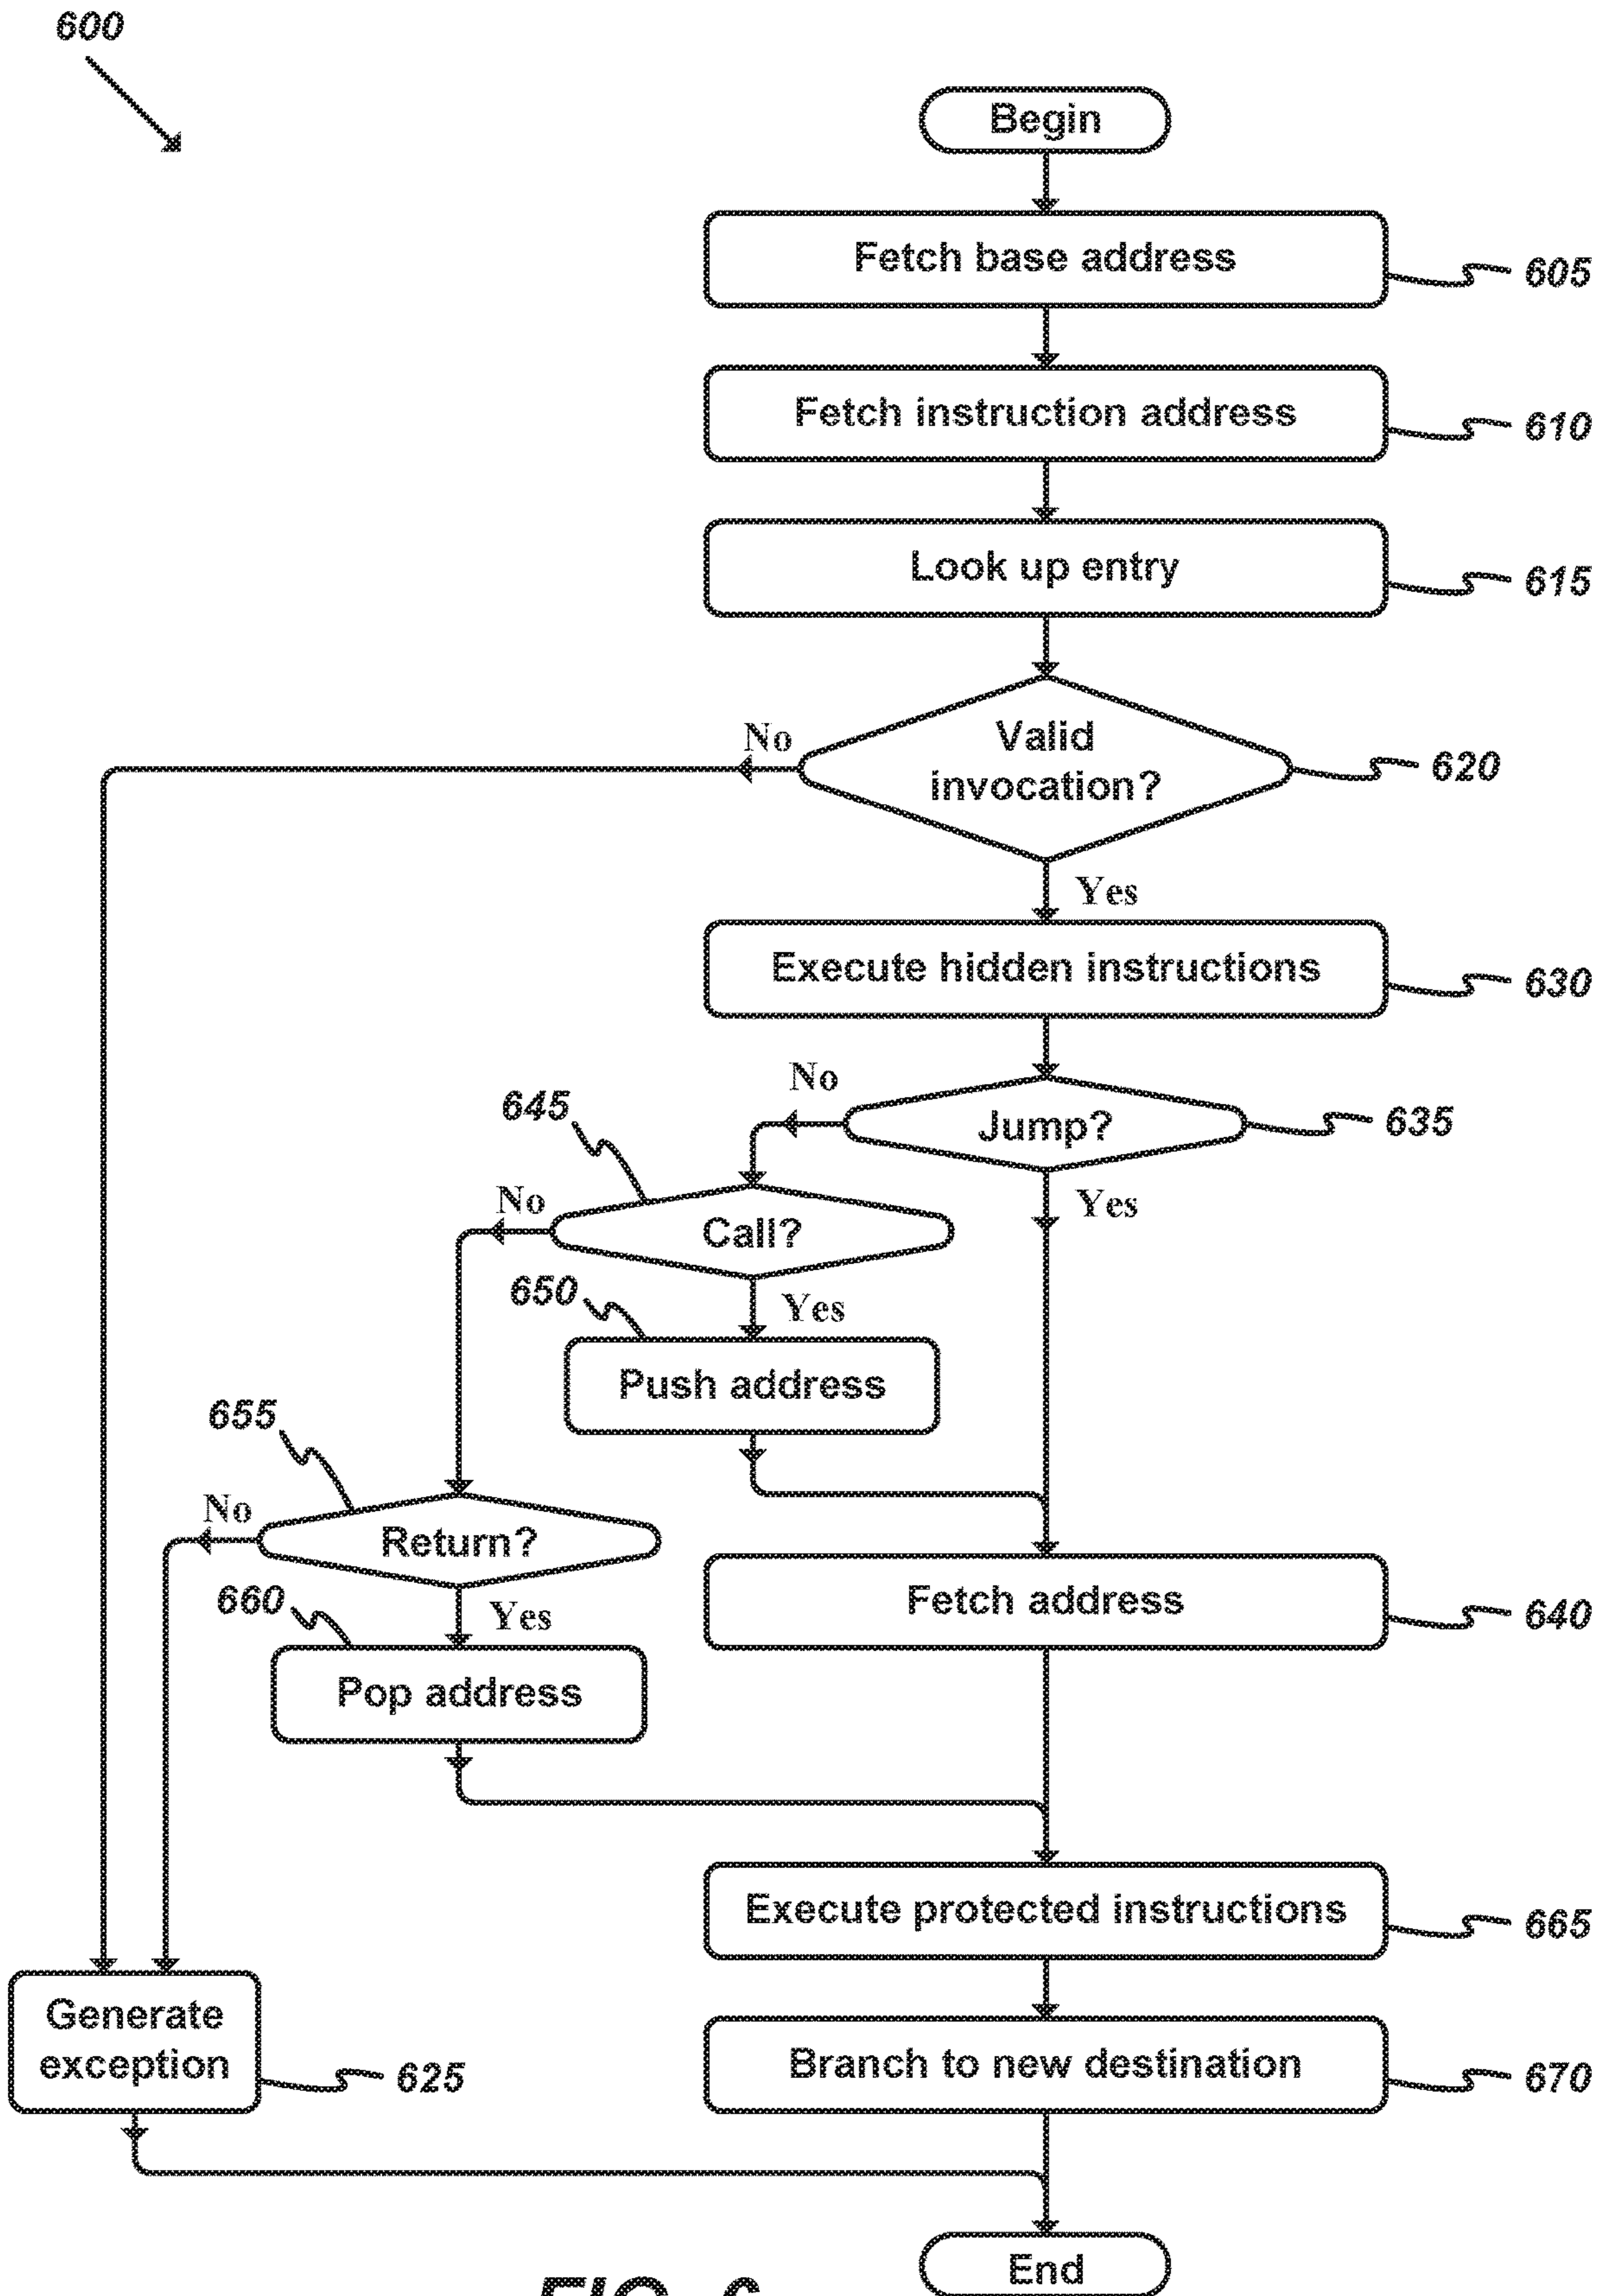 600
Begin
Fetch base address
605
Fetch instruction address
610
Look up entry
615
No
Valid
invocation?
620
Yes
Execute hidden instructions
630
No
645
Jump?
635
No
Yes
Call?
650
Yes
Push address
655
No
Return?
660
Yes
Fetch address
640
Pop address
Execute protected instructions
665
Generate
exception
625
Branch to new destination
670
End
FIG. 6